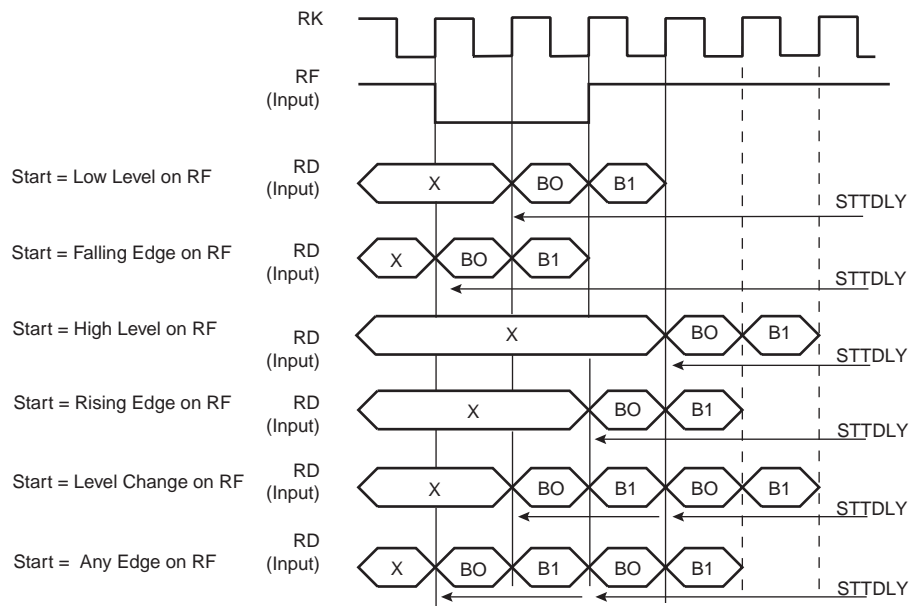 RK
RF
(Input)
Start = Low Level on RF
RD
(Input)
X
BO
B1
STTDLY
Start = Falling Edge on RF
RD
(Input)
X
BO
B1
STTDLY
Start = High Level on RF
RD
(Input)
X
BO
B1
STTDLY
Start = Rising Edge on RF
RD
(Input)
X
BO
B1
STTDLY
Start = Level Change on RF
RD
(Input)
X
BO
B1
BO
B1
STTDLY
Start = Any Edge on RF
RD
(Input)
X
BO
B1
BO
B1
STTDLY